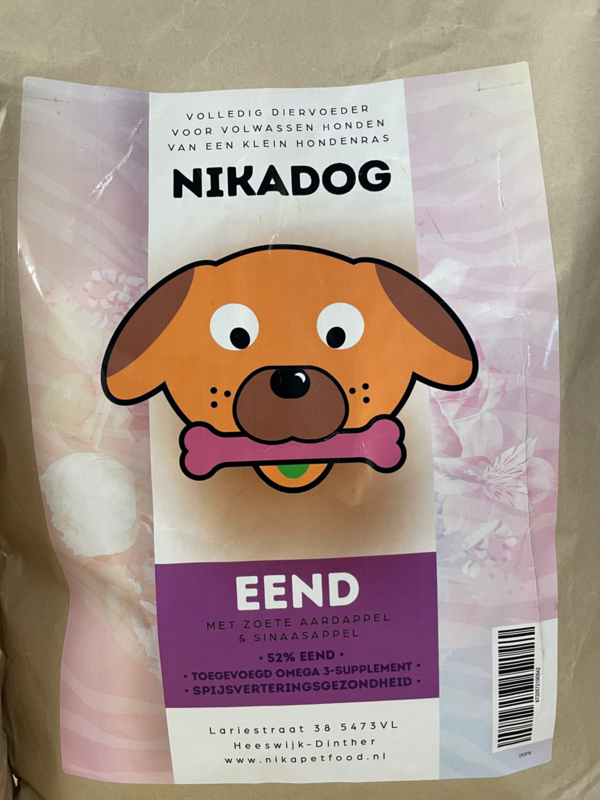 VOLLEDIG DIERVOEDER
VOOR VOLWASSEN HONDEN
VAN EEN KLEIN HONDENRAS
NIKADOG
EEND
MET ZOETE AARDAPPEL
& SINAASAPPEL
• 52% EEND •
• TOEGEVOEGD OMEGA 3-SUPPLEMENT •
• SPIJSVERTERINGSGEZONDHEID •
Lariestraat 38 5473VL
Heeswijk-Dinther
www.nikapetfood.nl